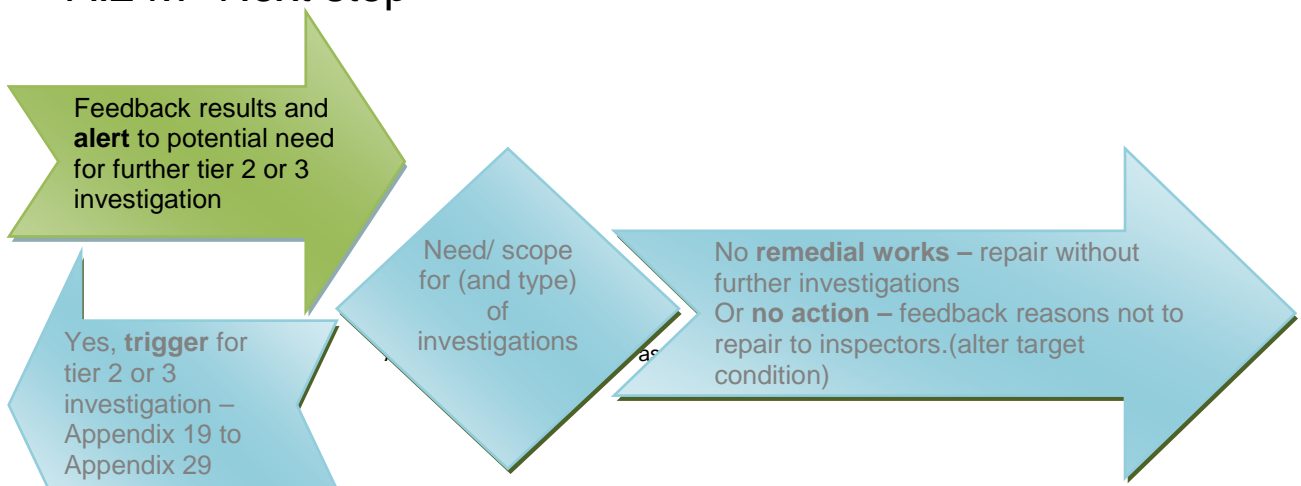 Next step
Feedback results and
alert to potential need
for further tier 2 or 3
investigation
Need/ scope
for (and type)
of
investigations
No remedial works – repair without
further investigations
Or no action – feedback reasons not to
repair to inspectors.(alter target
condition)
Yes, trigger for
tier 2 or 3
investigation –
Appendix 19 to
Appendix 29